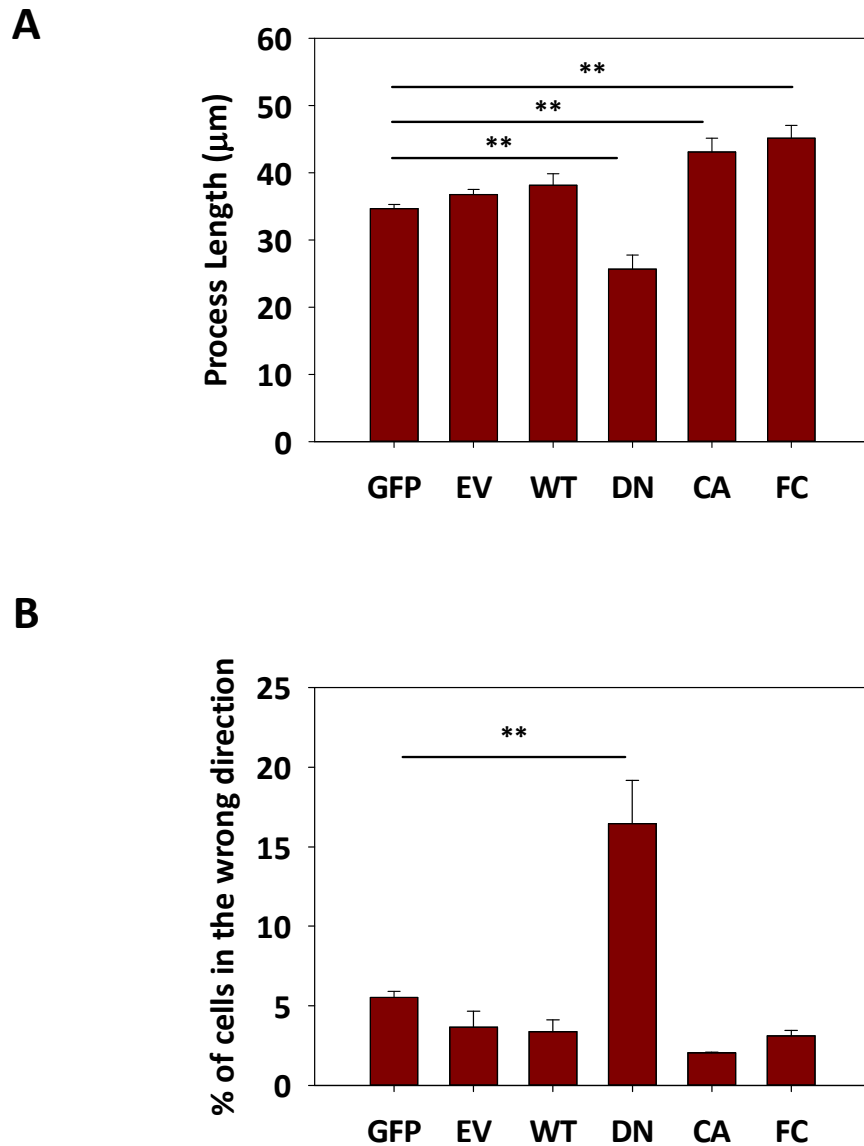 A
Process Length (µm)
60
50
40
30
20
10
0
**
**
**
GFP EV WT DN CA FC
B
% of cells in the wrong direction
25
20
15
10
5
0
**
GFP EV WT DN CA FC